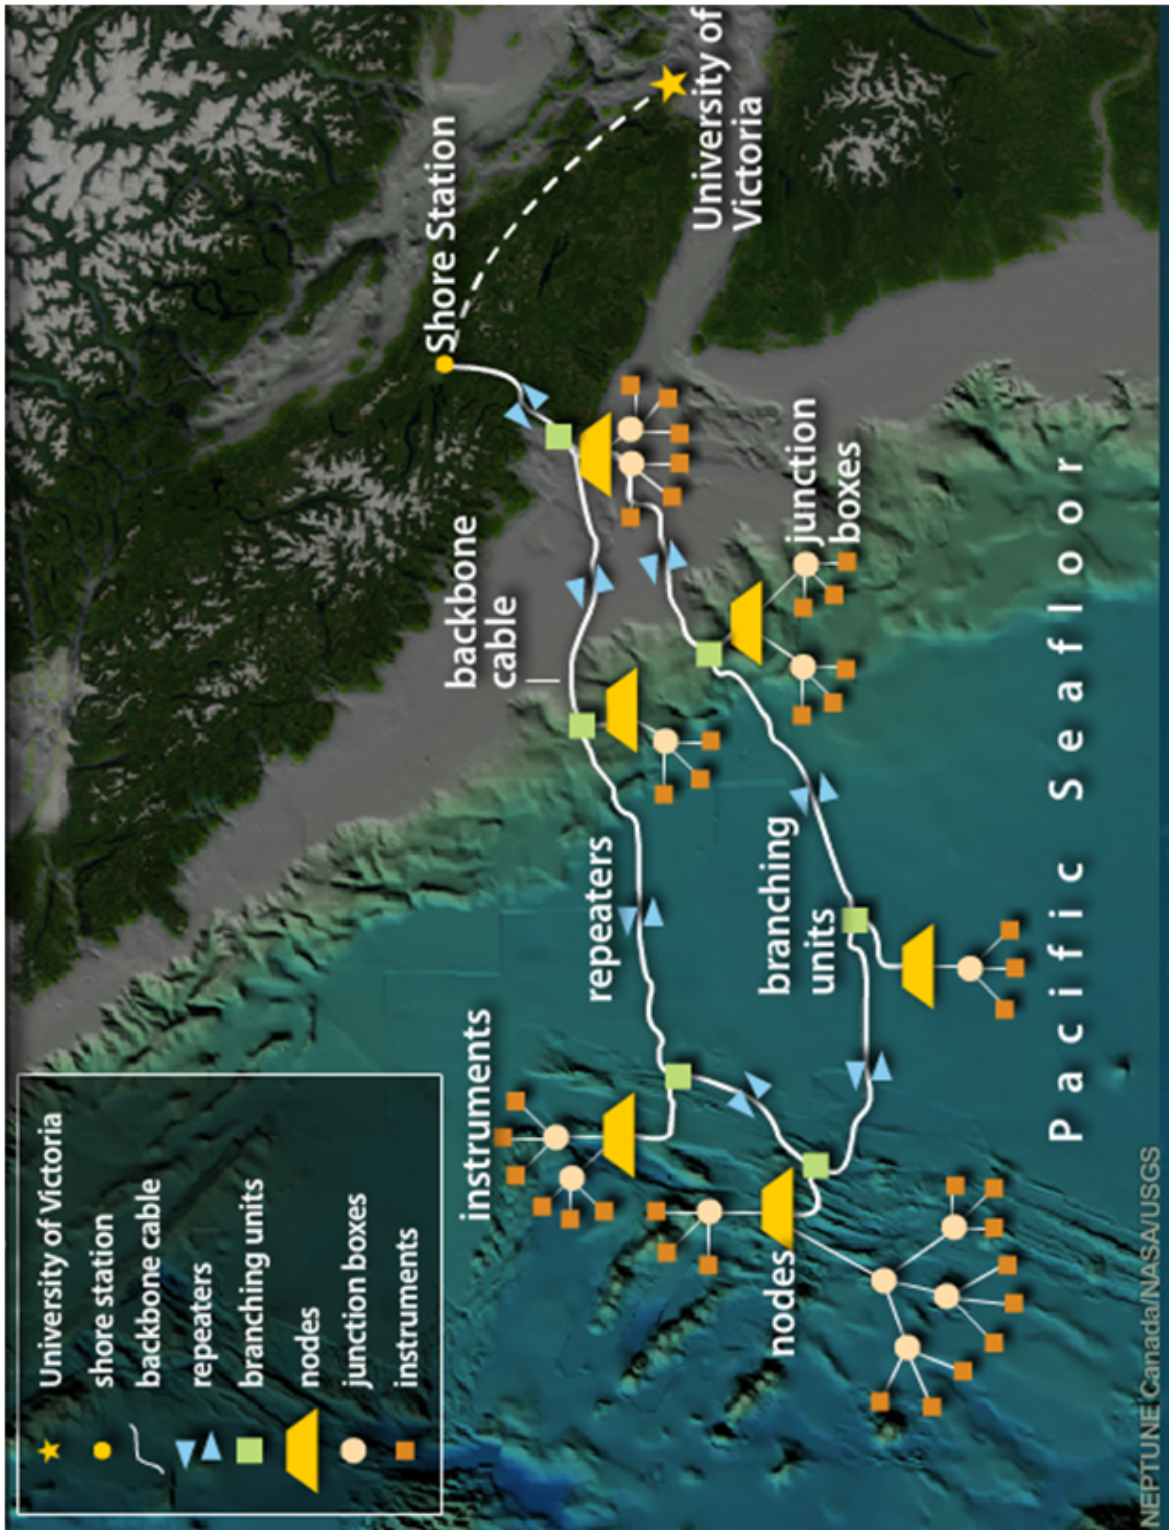 University of Victoria
shore station
backbone cable
repeaters
branching units
nodes
junction boxes
instruments
Shore Station
University of
Victoria
backbone
cable
junction
boxes
repeaters
branching
units
instruments
nodes
Pacific Seafloor
NEPTUNE Canada/NASA/USGS